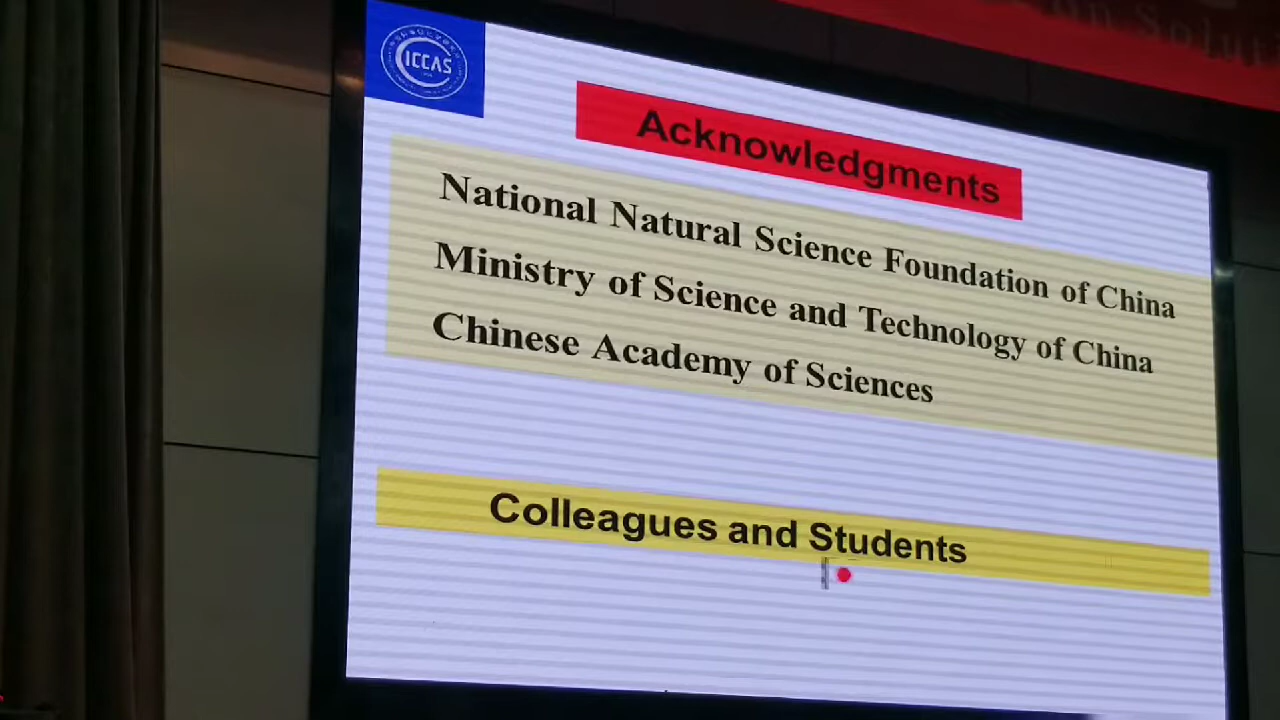 ICCAS
Acknowledgments
National Natural Science Foundation of China
Ministry of Science and Technology of China
Chinese Academy of Sciences
Colleagues and Students